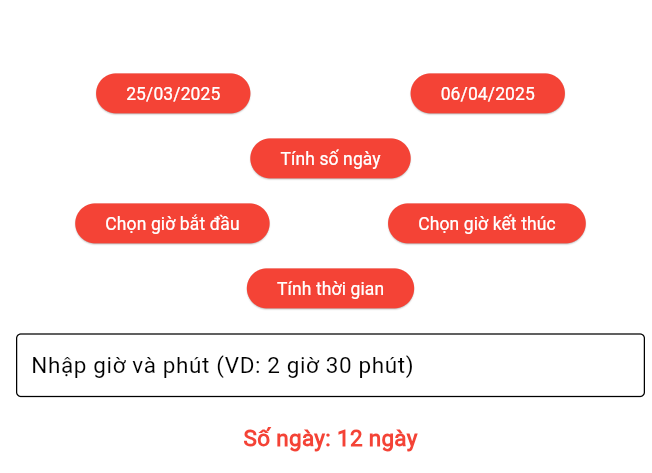 25/03/2025 06/04/2025
Tính số ngày
Chọn giờ bắt đầu Chọn giờ kết thúc
Tính thời gian
Nhập giờ và phút (VD: 2 giờ 30 phút)
Số ngày: 12 ngày